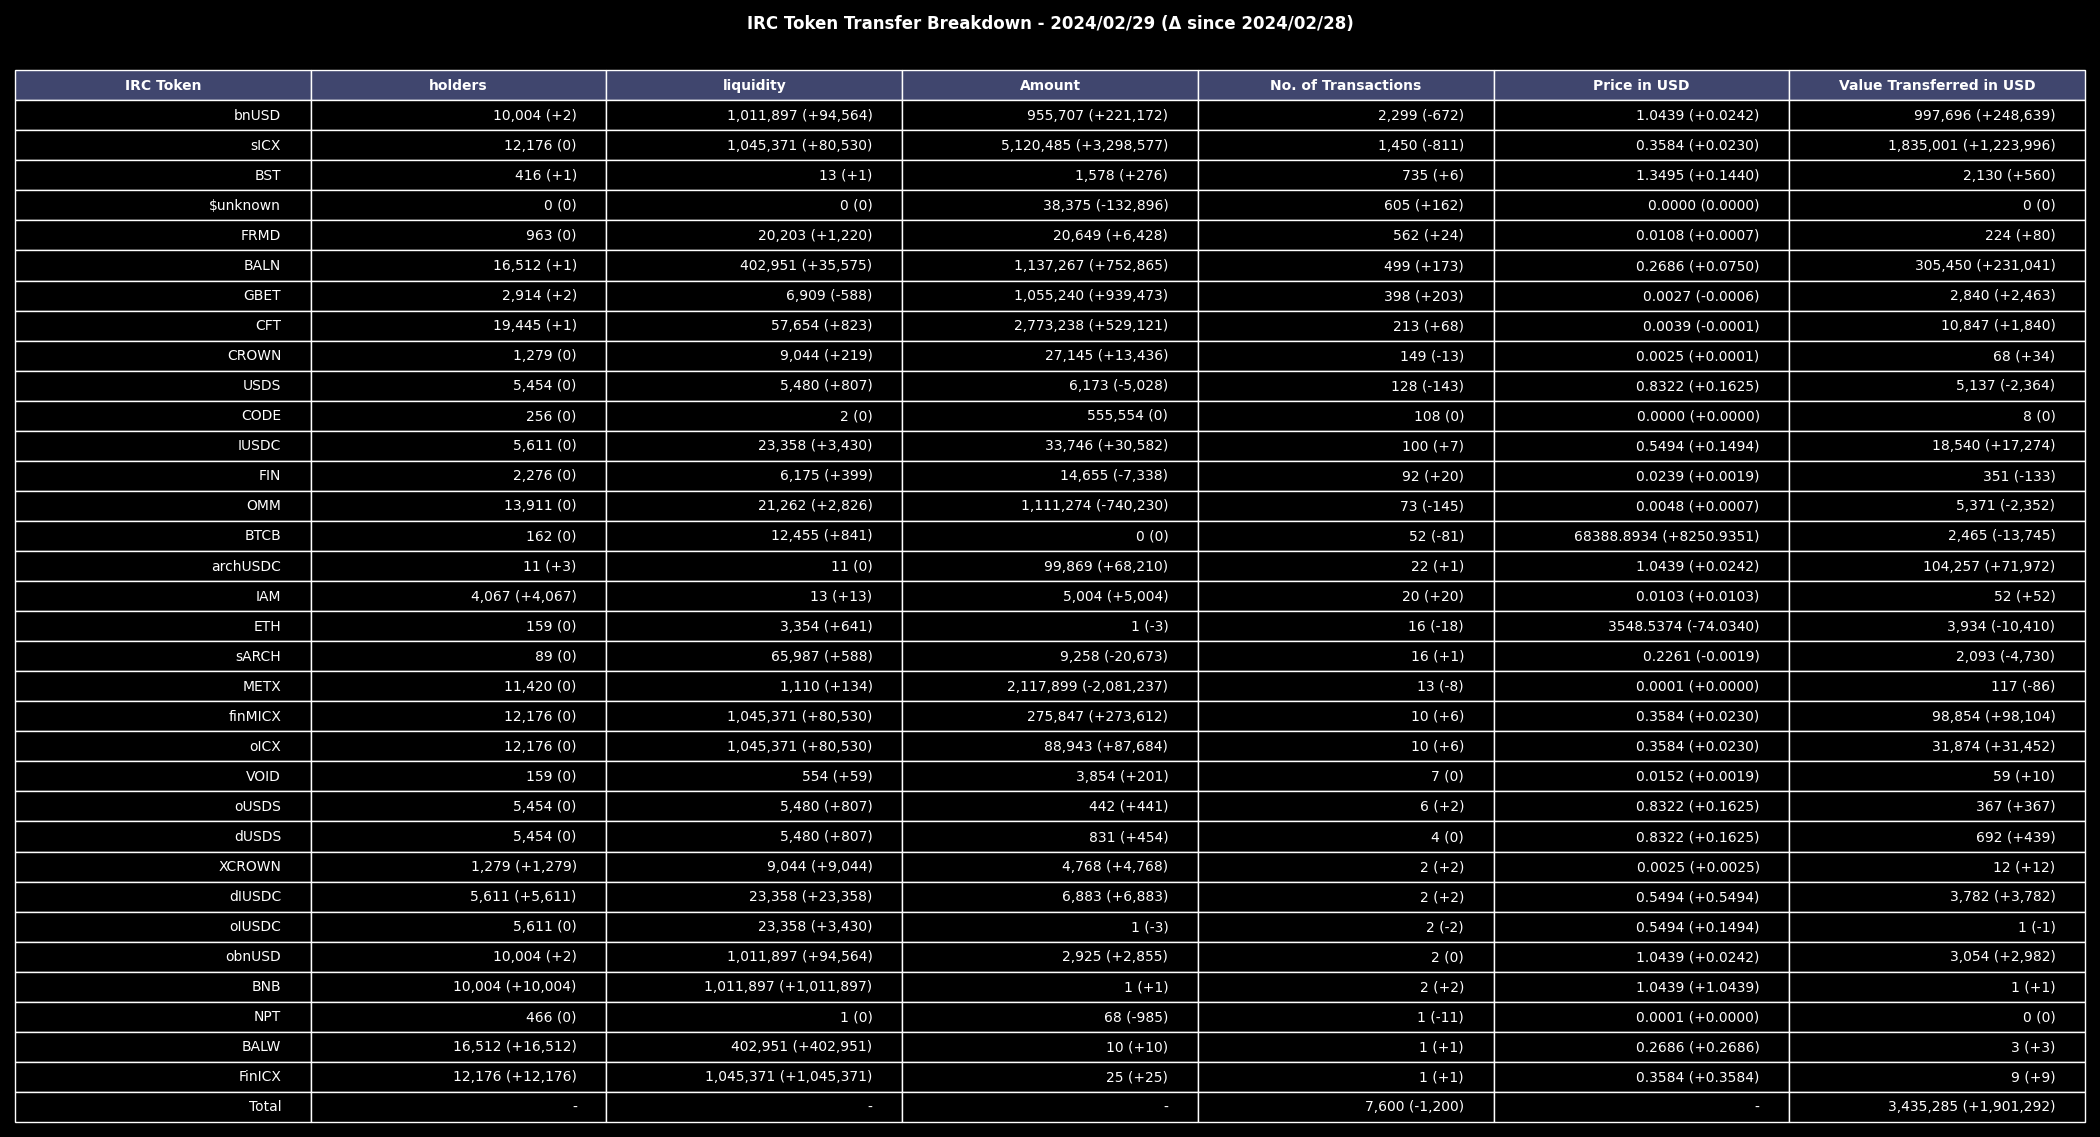 IRC Token Transfer Breakdown - 2024/02/29 (Δ since 2024/02/28)
IRC Token holders liquidity Amount No. of Transactions Price in USD Value Transferred in USD
bnUSD 10,004 (+2) 1,011,897 (+94,564) 955,707 (+221,172) 2,299 (-672) 1.0439 (+0.0242) 997,696 (+248,639)
sICX 12,176 (0) 1,045,371 (+80,530) 5,120,485 (+3,298,577) 1,450 (-811) 0.3584 (+0.0230) 1,835,001 (+1,223,996)
BST 416 (+1) 13 (+1) 1,578 (+276) 735 (+6) 1.3495 (+0.1440) 2,130 (+560)
$unknown 0 (0) 0 (0) 38,375 (-132,896) 605 (+162) 0.0000 (0.0000) 0 (0)
FRMD 963 (0) 20,203 (+1,220) 20,649 (+6,428) 562 (+24) 0.0108 (+0.0007) 224 (+80)
BALN 16,512 (+1) 402,951 (+35,575) 1,137,267 (+752,865) 499 (+173) 0.2686 (+0.0750) 305,450 (+231,041)
GBET 2,914 (+2) 6,909 (-588) 1,055,240 (+939,473) 398 (+203) 0.0027 (-0.0006) 2,840 (+2,463)
CFT 19,445 (+1) 57,654 (+823) 2,773,238 (+529,121) 213 (+68) 0.0039 (-0.0001) 10,847 (+1,840)
CROWN 1,279 (0) 9,044 (+219) 27,145 (+13,436) 149 (-13) 0.0025 (+0.0001) 68 (+34)
USDS 5,454 (0) 5,480 (+807) 6,173 (-5,028) 128 (-143) 0.8322 (+0.1625) 5,137 (-2,364)
CODE 256 (0) 2 (0) 555,554 (0) 108 (0) 0.0000 (+0.0000) 8 (0)
IUSDC 5,611 (0) 23,358 (+3,430) 33,746 (+30,582) 100 (+7) 0.5494 (+0.1494) 18,540 (+17,274)
FIN 2,276 (0) 6,175 (+399) 14,655 (-7,338) 92 (+20) 0.0239 (+0.0019) 351 (-133)
OMM 13,911 (0) 21,262 (+2,826) 1,111,274 (-740,230) 73 (-145) 0.0048 (+0.0007) 5,371 (-2,352)
BTCB 162 (0) 12,455 (+841) 0 (0) 52 (-81) 68388.8934 (+8250.9351) 2,465 (-13,745)
archUSDC 11 (+3) 11 (0) 99,869 (+68,210) 22 (+1) 1.0439 (+0.0242) 104,257 (+71,972)
IAM 4,067 (+4,067) 13 (+13) 5,004 (+5,004) 20 (+20) 0.0103 (+0.0103) 52 (+52)
ETH 159 (0) 3,354 (+641) 1 (-3) 16 (-18) 3548.5374 (-74.0340) 3,934 (-10,410)
sARCH 89 (0) 65,987 (+588) 9,258 (-20,673) 16 (+1) 0.2261 (-0.0019) 2,093 (-4,730)
METX 11,420 (0) 1,110 (+134) 2,117,899 (-2,081,237) 13 (-8) 0.0001 (+0.0000) 117 (-86)
finMICX 12,176 (0) 1,045,371 (+80,530) 275,847 (+273,612) 10 (+6) 0.3584 (+0.0230) 98,854 (+98,104)
oICX 12,176 (0) 1,045,371 (+80,530) 88,943 (+87,684) 10 (+6) 0.3584 (+0.0230) 31,874 (+31,452)
VOID 159 (0) 554 (+59) 3,854 (+201) 7 (0) 0.0152 (+0.0019) 59 (+10)
oUSDS 5,454 (0) 5,480 (+807) 442 (+441) 6 (+2) 0.8322 (+0.1625) 367 (+367)
dUSDS 5,454 (0) 5,480 (+807) 831 (+454) 4 (0) 0.8322 (+0.1625) 692 (+439)
XCROWN 1,279 (+1,279) 9,044 (+9,044) 4,768 (+4,768) 2 (+2) 0.0025 (+0.0025) 12 (+12)
dIUSDC 5,611 (+5,611) 23,358 (+23,358) 6,883 (+6,883) 2 (+2) 0.5494 (+0.5494) 3,782 (+3,782)
oIUSDC 5,611 (0) 23,358 (+3,430) 1 (-3) 2 (-2) 0.5494 (+0.1494) 1 (-1)
obnUSD 10,004 (+2) 1,011,897 (+94,564) 2,925 (+2,855) 2 (0) 1.0439 (+0.0242) 3,054 (+2,982)
BNB 10,004 (+10,004) 1,011,897 (+1,011,897) 1 (+1) 2 (+2) 1.0439 (+1.0439) 1 (+1)
NPT 466 (0) 1 (0) 68 (-985) 1 (-11) 0.0001 (+0.0000) 0 (0)
BALW 16,512 (+16,512) 402,951 (+402,951) 10 (+10) 1 (+1) 0.2686 (+0.2686) 3 (+3)
FinICX 12,176 (+12,176) 1,045,371 (+1,045,371) 25 (+25) 1 (+1) 0.3584 (+0.3584) 9 (+9)
Total - - - 7,600 (-1,200) - 3,435,285 (+1,901,292)